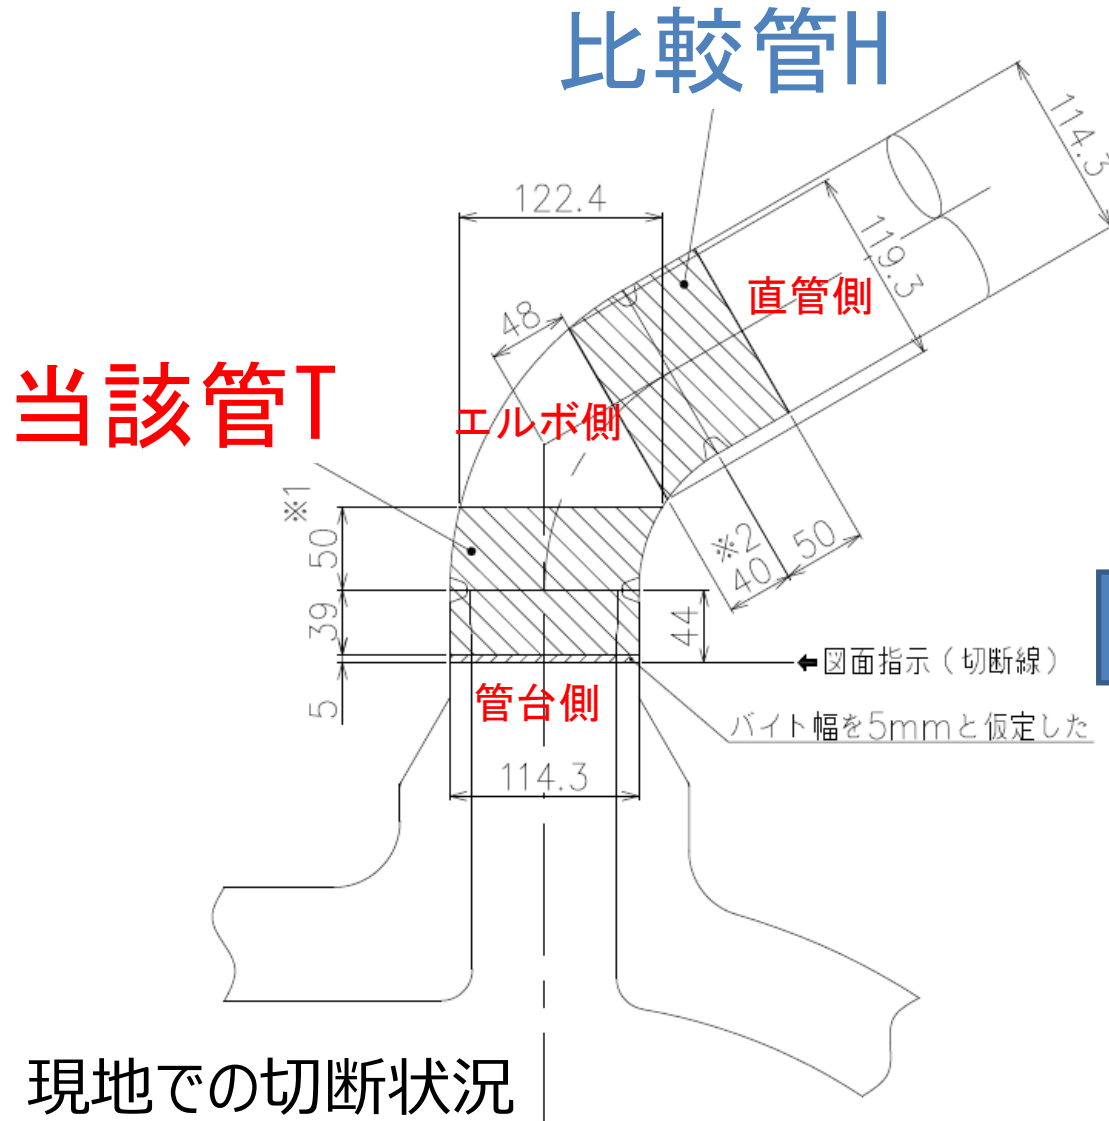 比較管H
114.3
122.4
119.3
直管側
48
当該管T
エルボ側
※1
50
※2
40
50
39
44
←図面指示(切断線)
5
管台側
バイト幅を5mmと仮定した
114.3
現地での切断状況